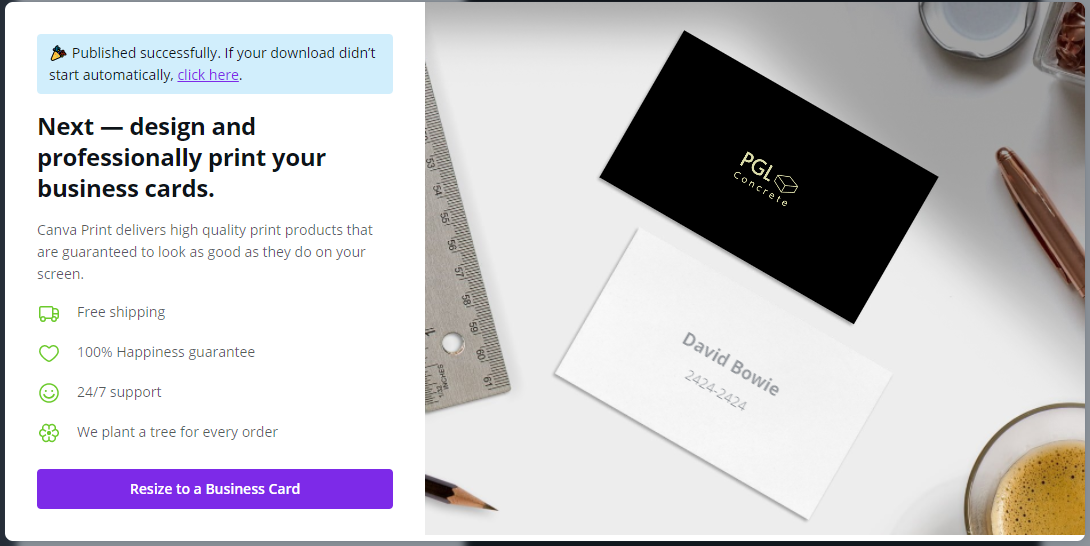 Published successfully. If your download didn’t
start automatically, click here.
Next — design and
professionally print your
business cards.
Canva Print delivers high quality print products that
are guaranteed to look as good as they do on your
screen.
Free shipping
100% Happiness guarantee
24/7 support
We plant a tree for every order
Resize to a Business Card
PGL
Concrete
David Bowie
2424-2424
53
54
55
56
57
58
59
60
61
INCHES